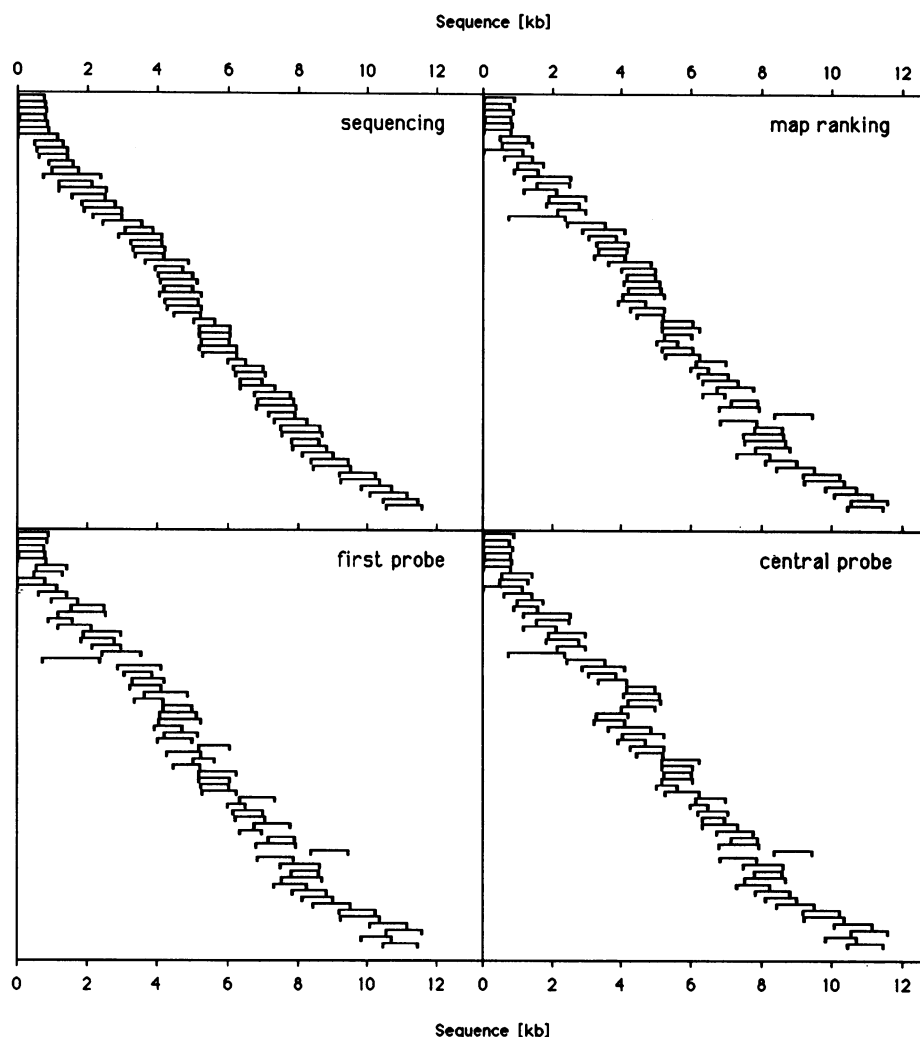 Sequence [kb]
0 2 4 6 8 10 12 0 2 4 6 8 10 12
sequencing map ranking
first probe central probe
0 2 4 6 8 10 12 0 2 4 6 8 10 12
Sequence [kb]